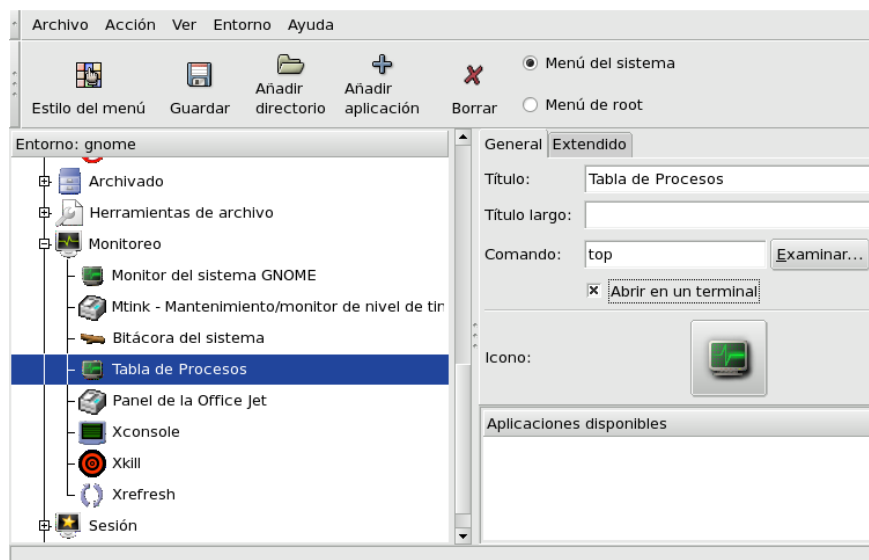 Archivo Acción Ver Entorno Ayuda
Estilo del menú
Guardar
Añadir
directorio
Añadir
aplicación
Borrar
Menú del sistema
Menú de root
Entorno: gnome
Archivado
Herramientas de archivo
Monitoreo
Monitor del sistema GNOME
Mtink - Mantenimiento/monitor de nivel de tin
Bitácora del sistema
Tabla de Procesos
Panel de la Office Jet
Xconsole
Xkill
Xrefresh
Sesión
General Extendido
Título: Tabla de Procesos
Título largo:
Comando: top Examinar...
Abrir en un terminal
Icono:
Aplicaciones disponibles